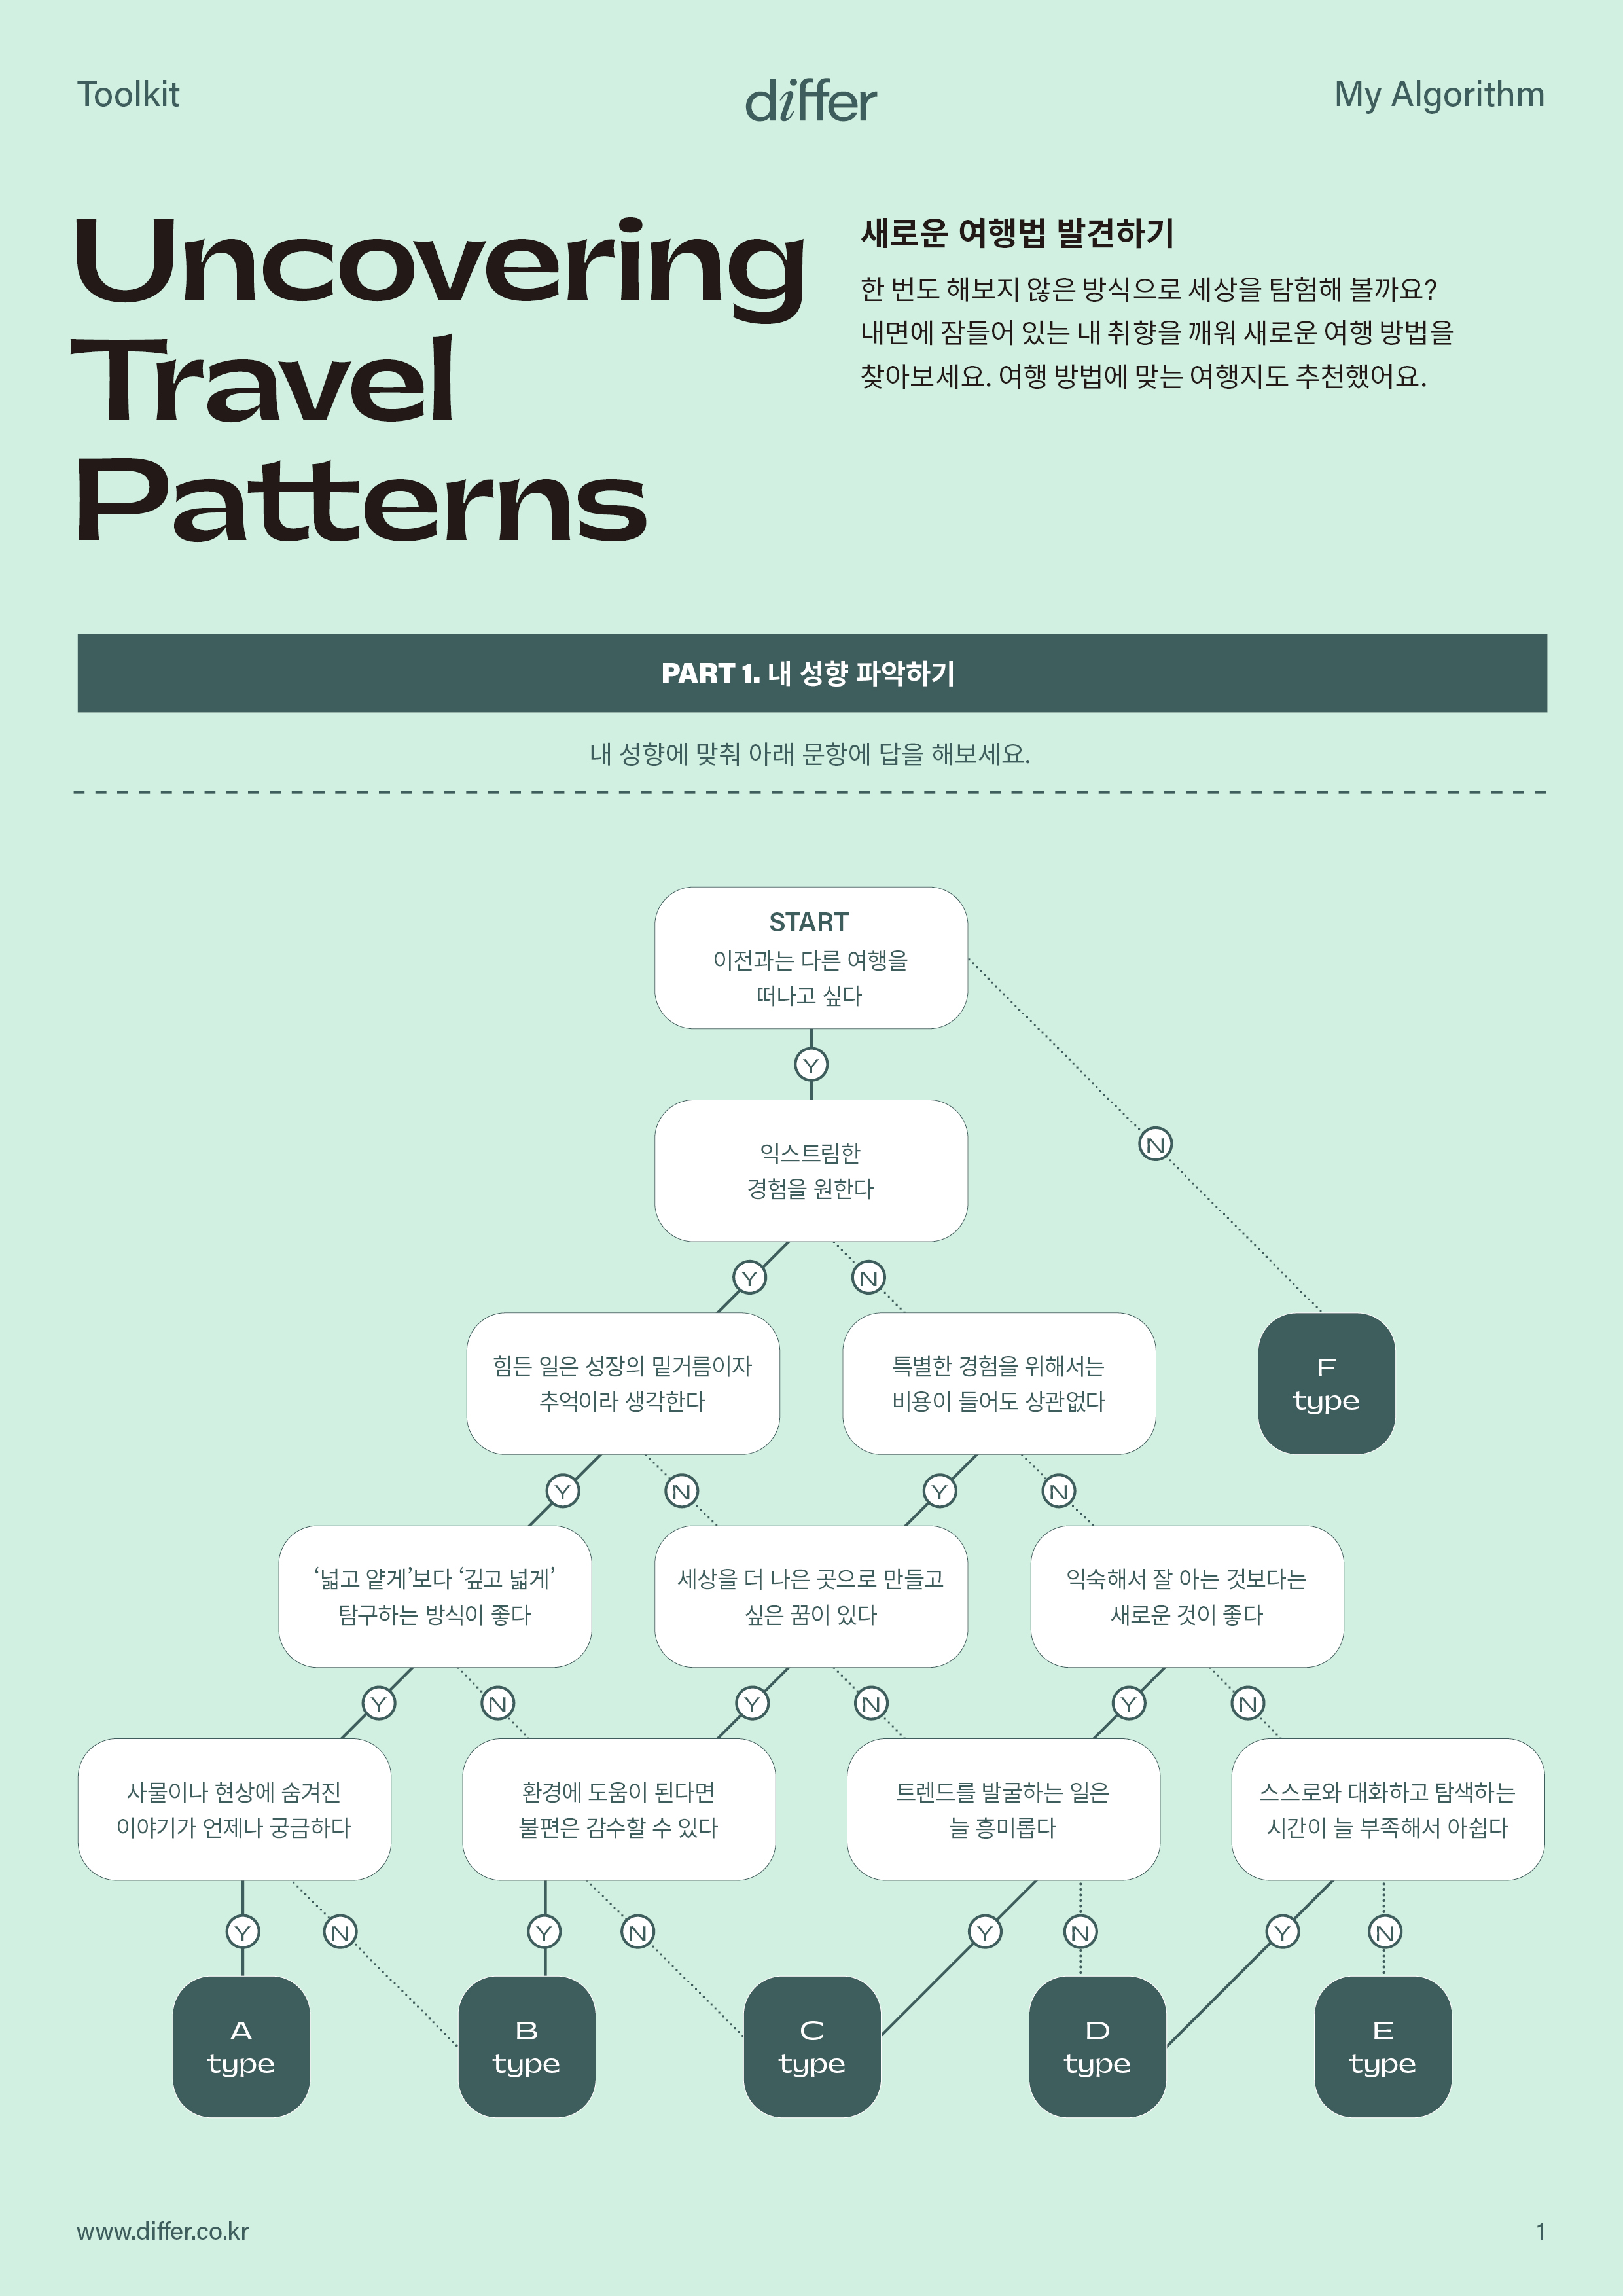 Toolkit
differ
My Algorithm
Uncovering
Travel
Patterns
새로운 여행법 발견하기
한 번도 해보지 않은 방식으로 세상을 탐험해 볼까요?
내면에 잠들어 있는 내 취향을 깨워 새로운 여행 방법을
찾아보세요. 여행 방법에 맞는 여행지도 추천했어요.
PART 1. 내 성향 파악하기
내 성향에 맞춰 아래 문항에 답을 해보세요.
START
이전과는 다른 여행을
떠나고 싶다
Y
N
익스트림한
경험을 원한다
Y
N
힘든 일은 성장의 밑거름이자
추억이라 생각한다
특별한 경험을 위해서는
비용이 들어도 상관없다
F
type
Y
N
Y
N
‘넓고 얕게’보다 ‘깊고 넓게’
탐구하는 방식이 좋다
세상을 더 나은 곳으로 만들고
싶은 꿈이 있다
익숙해서 잘 아는 것보다는
새로운 것이 좋다
Y
N
Y
N
Y
N
사물이나 현상에 숨겨진
이야기가 언제나 궁금하다
환경에 도움이 된다면
불편은 감수할 수 있다
트렌드를 발굴하는 일은
늘 흥미롭다
스스로와 대화하고 탐색하는
시간이 늘 부족해서 아쉽다
Y
N
Y
N
Y
N
Y
N
A
type
B
type
C
type
D
type
E
type
www.differ.co.kr
1